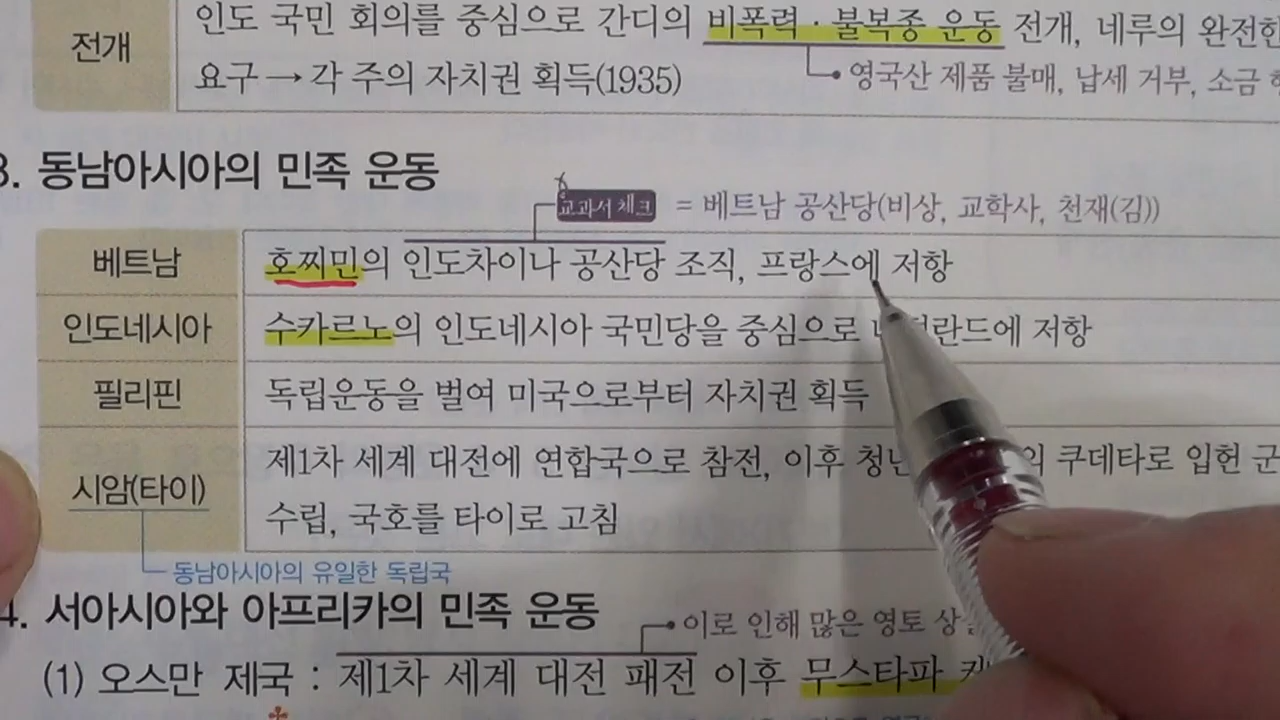 전개
인도 국민 회의를 중심으로 간디의 비폭력·불복종 운동 전개, 네루의 완전한
요구→각 주의 자치권 획득(1935)
영국산 제품 불매, 납세 거부, 소금
3. 동남아시아의 민족 운동
교과서 체크 = 베트남 공산당(비상, 교학사, 천재(김))
베트남 호찌민의 인도차이나 공산당 조직, 프랑스에 저항
인도네시아 수카르노의 인도네시아 국민당을 중심으로 에 저항
필리핀 독립운동을 벌여 미국으로부터 자치권 획득
시암(타이) 제1차 세계 대전에 연합국으로 참전, 이후 쿠데타로 입헌
수립, 국호를 타이로 고침
동남아시아의 유일한 독립국
4. 서아시아와 아프리카의 민족 운동
이로 인해 많은 영토
(1) 오스만 제국 : 제1차 세계 대전 패전 이후 무스타파